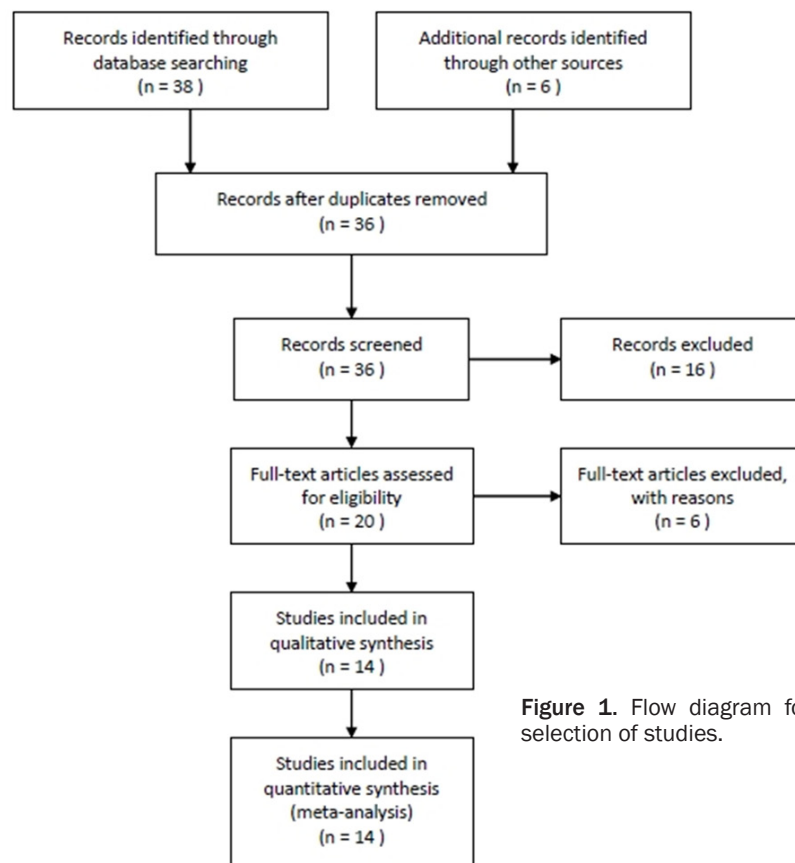 Records identified through
database searching
(n = 38 )
Additional records identified
through other sources
(n = 6 )
Records after duplicates removed
(n = 36 )
Records screened
(n = 36 )
Records excluded
(n = 16 )
Full-text articles assessed
for eligibility
(n = 20 )
Full-text articles excluded,
with reasons
(n = 6 )
Studies included in
qualitative synthesis
(n = 14 )
Studies included in
quantitative synthesis
(meta-analysis)
(n = 14 )
Figure 1. Flow diagram fo
selection of studies.